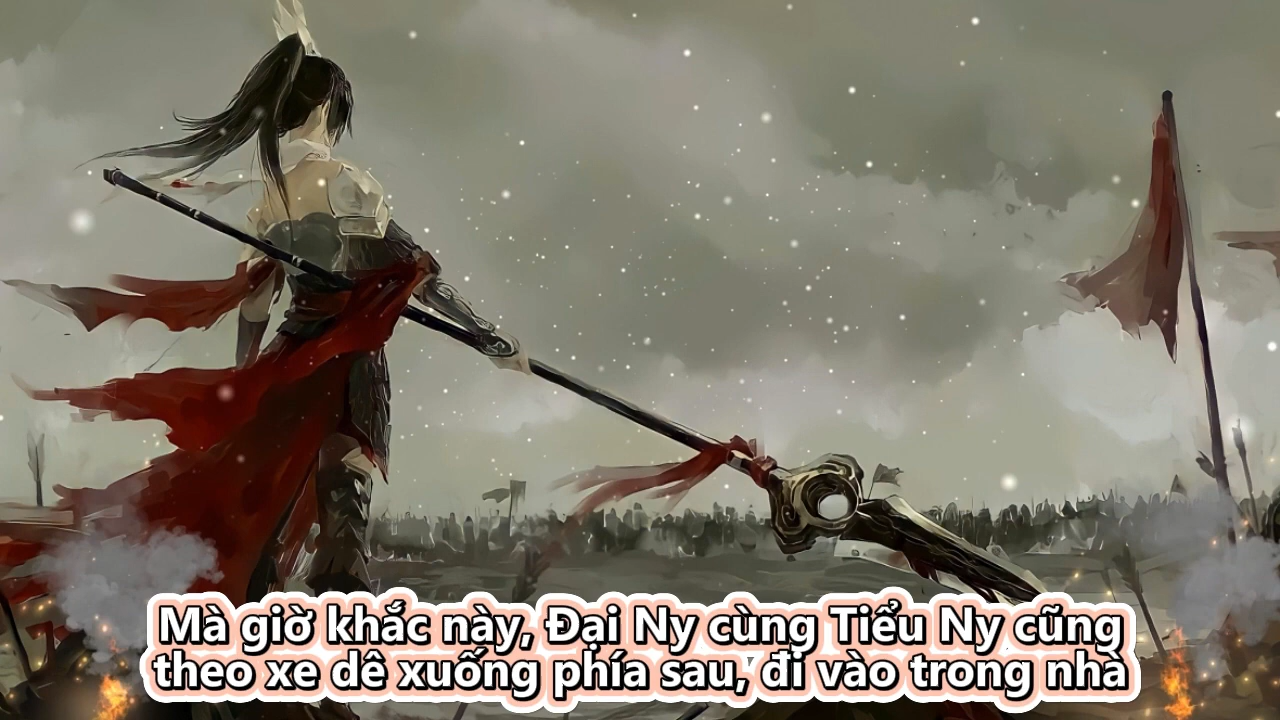 Mà giờ khắc này, Đại Ny cùng Tiểu Ny cũng
theo xe dê xuống phía sau, đi vào trong nhà